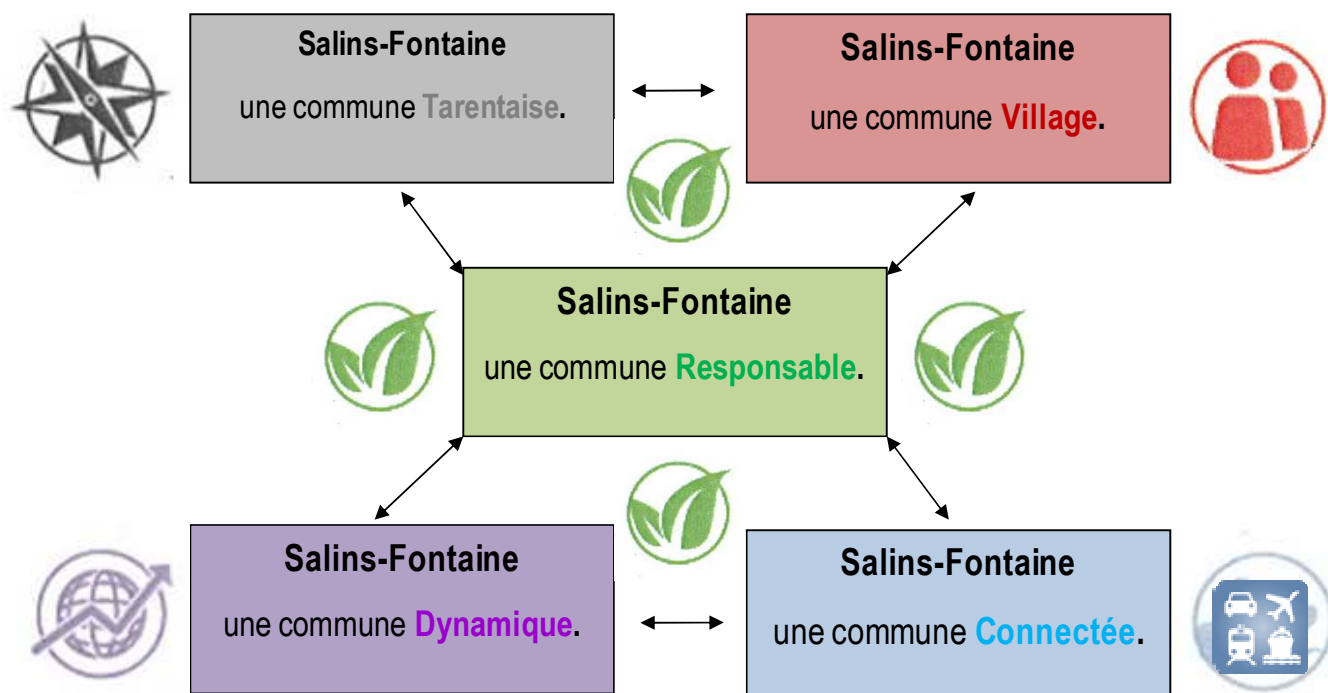 Salins-Fontaine
une commune Tarentaise.
Salins-Fontaine
une commune Village.
Salins-Fontaine
une commune Responsable.
Salins-Fontaine
une commune Dynamique.
Salins-Fontaine
une commune Connectée.